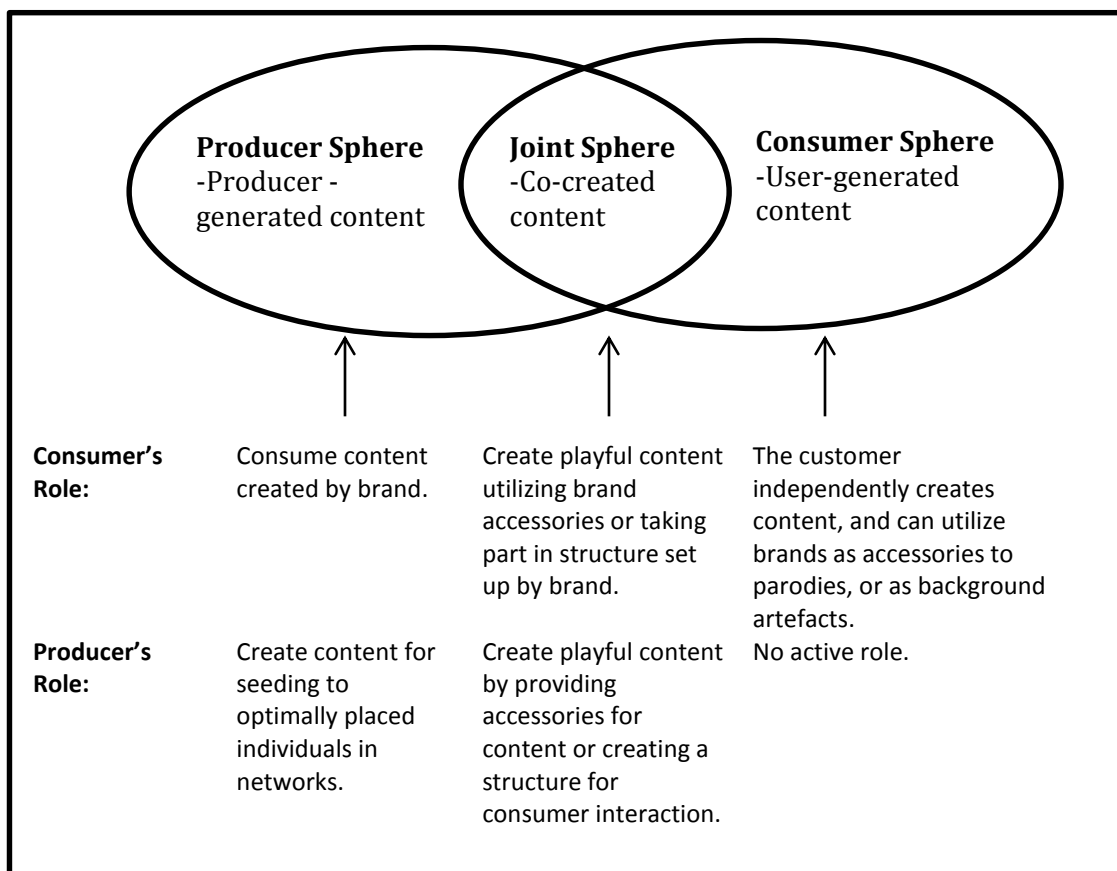 Producer Sphere
-Producer -
generated content
Joint Sphere
-Co-created
content
Consumer Sphere
-User-generated
content
Consumer’s
Role:
Consume content
created by brand.
Create playful content
utilizing brand
accessories or taking
part in structure set
up by brand.
The customer
independently creates
content, and can utilize
brands as accessories to
parodies, or as background
artefacts.
Producer’s
Role:
Create content for
seeding to
optimally placed
individuals in
networks.
Create playful content
by providing
accessories for
content or creating a
structure for
consumer interaction.
No active role.